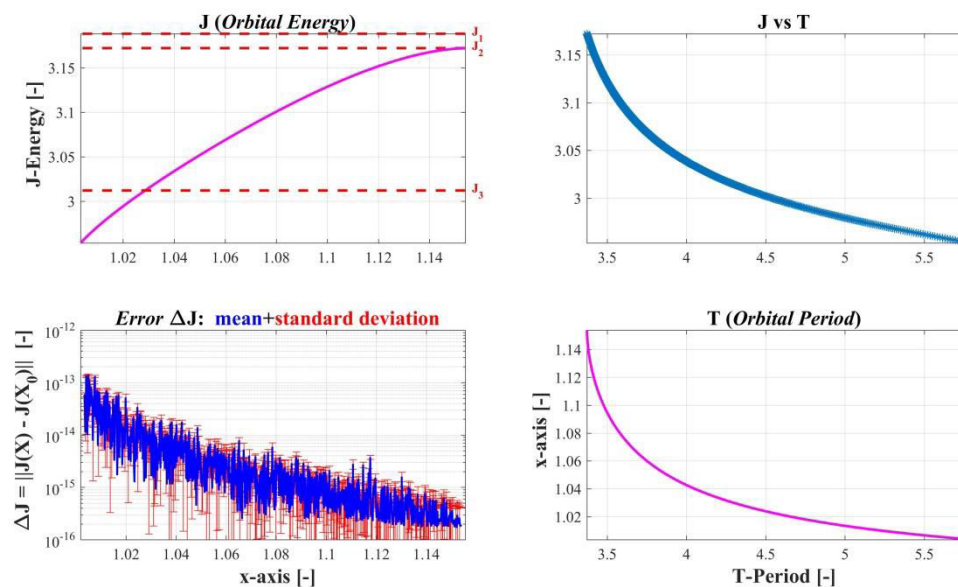 J (Orbital Energy)
J-Energy [-]
3.15
3.1
3.05
3
J₁
J₂
J₃
1.02 1.04 1.06 1.08 1.1 1.12 1.14
J vs T
3.15
3.1
3.05
3
3.5 4 4.5 5 5.5
Error ΔJ: mean+standard deviation
ΔJ = ||J(X) - J(X₀)|| [-]
10⁻¹²
10⁻¹³
10⁻¹⁴
10⁻¹⁵
10⁻¹⁶
1.02 1.04 1.06 1.08 1.1 1.12 1.14
x-axis [-]
T (Orbital Period)
x-axis [-]
1.14
1.12
1.1
1.08
1.06
1.04
1.02
3.5 4 4.5 5 5.5
T-Period [-]